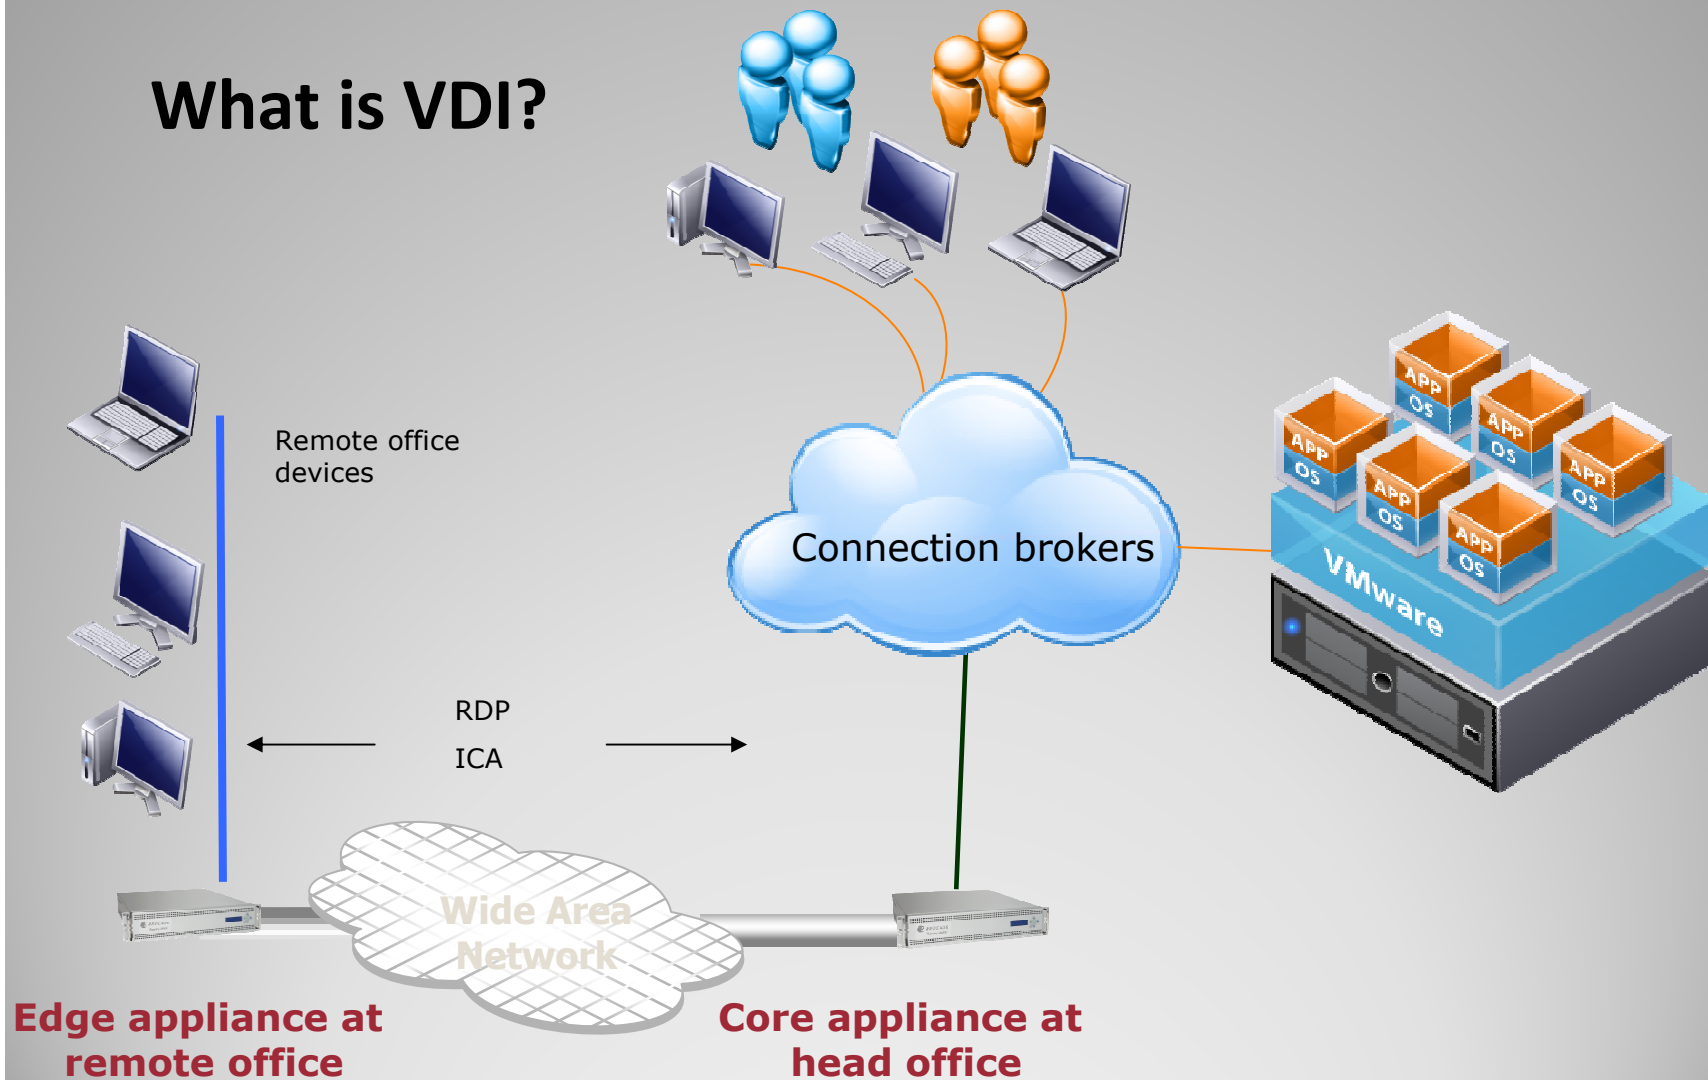 What is VDI?
Remote office
devices
APP
OS
APP
OS
APP
OS
APP
OS
APP
OS
APP
OS
VMware
Connection brokers
RDP
ICA
Wide Area
Network
BROCADE
Edge appliance at
remote office
Core appliance at
head office